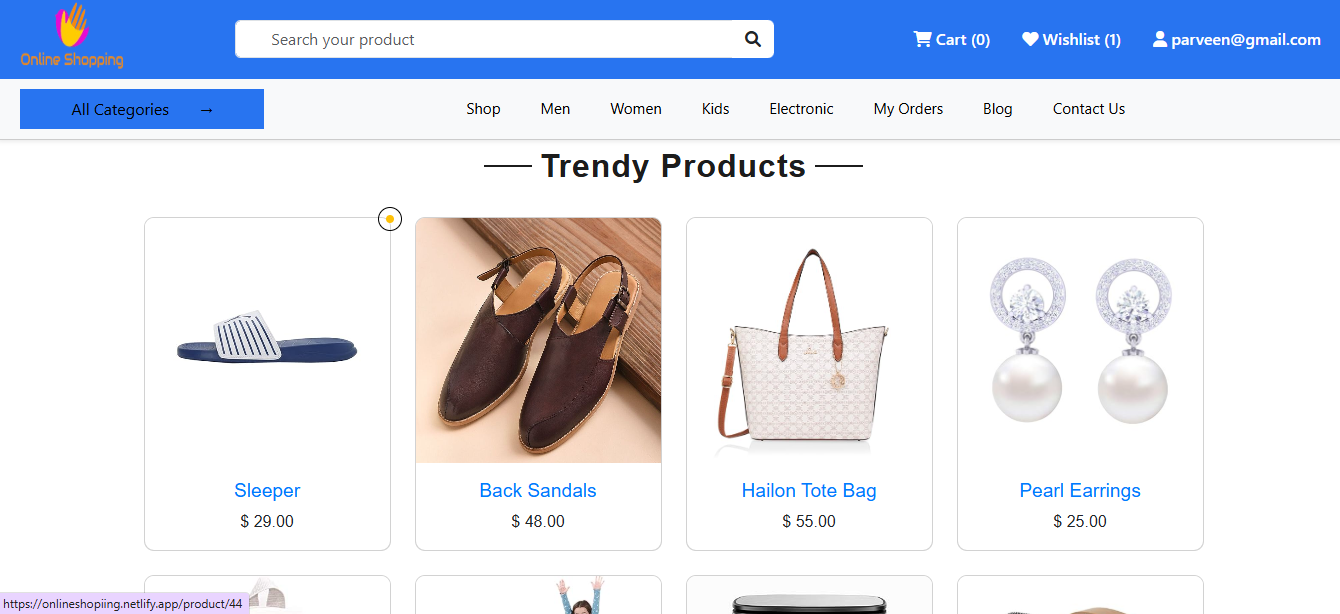 Online Shopping
Search your product
Cart (0)
Wishlist (1)
parveen@gmail.com
All Categories →
Shop
Men
Women
Kids
Electronic
My Orders
Blog
Contact Us
Trendy Products
Sleeper
$ 29.00
Back Sandals
$ 48.00
Hailon Tote Bag
$ 55.00
Pearl Earrings
$ 25.00
https://onlineshopiing.netlify.app/product/44